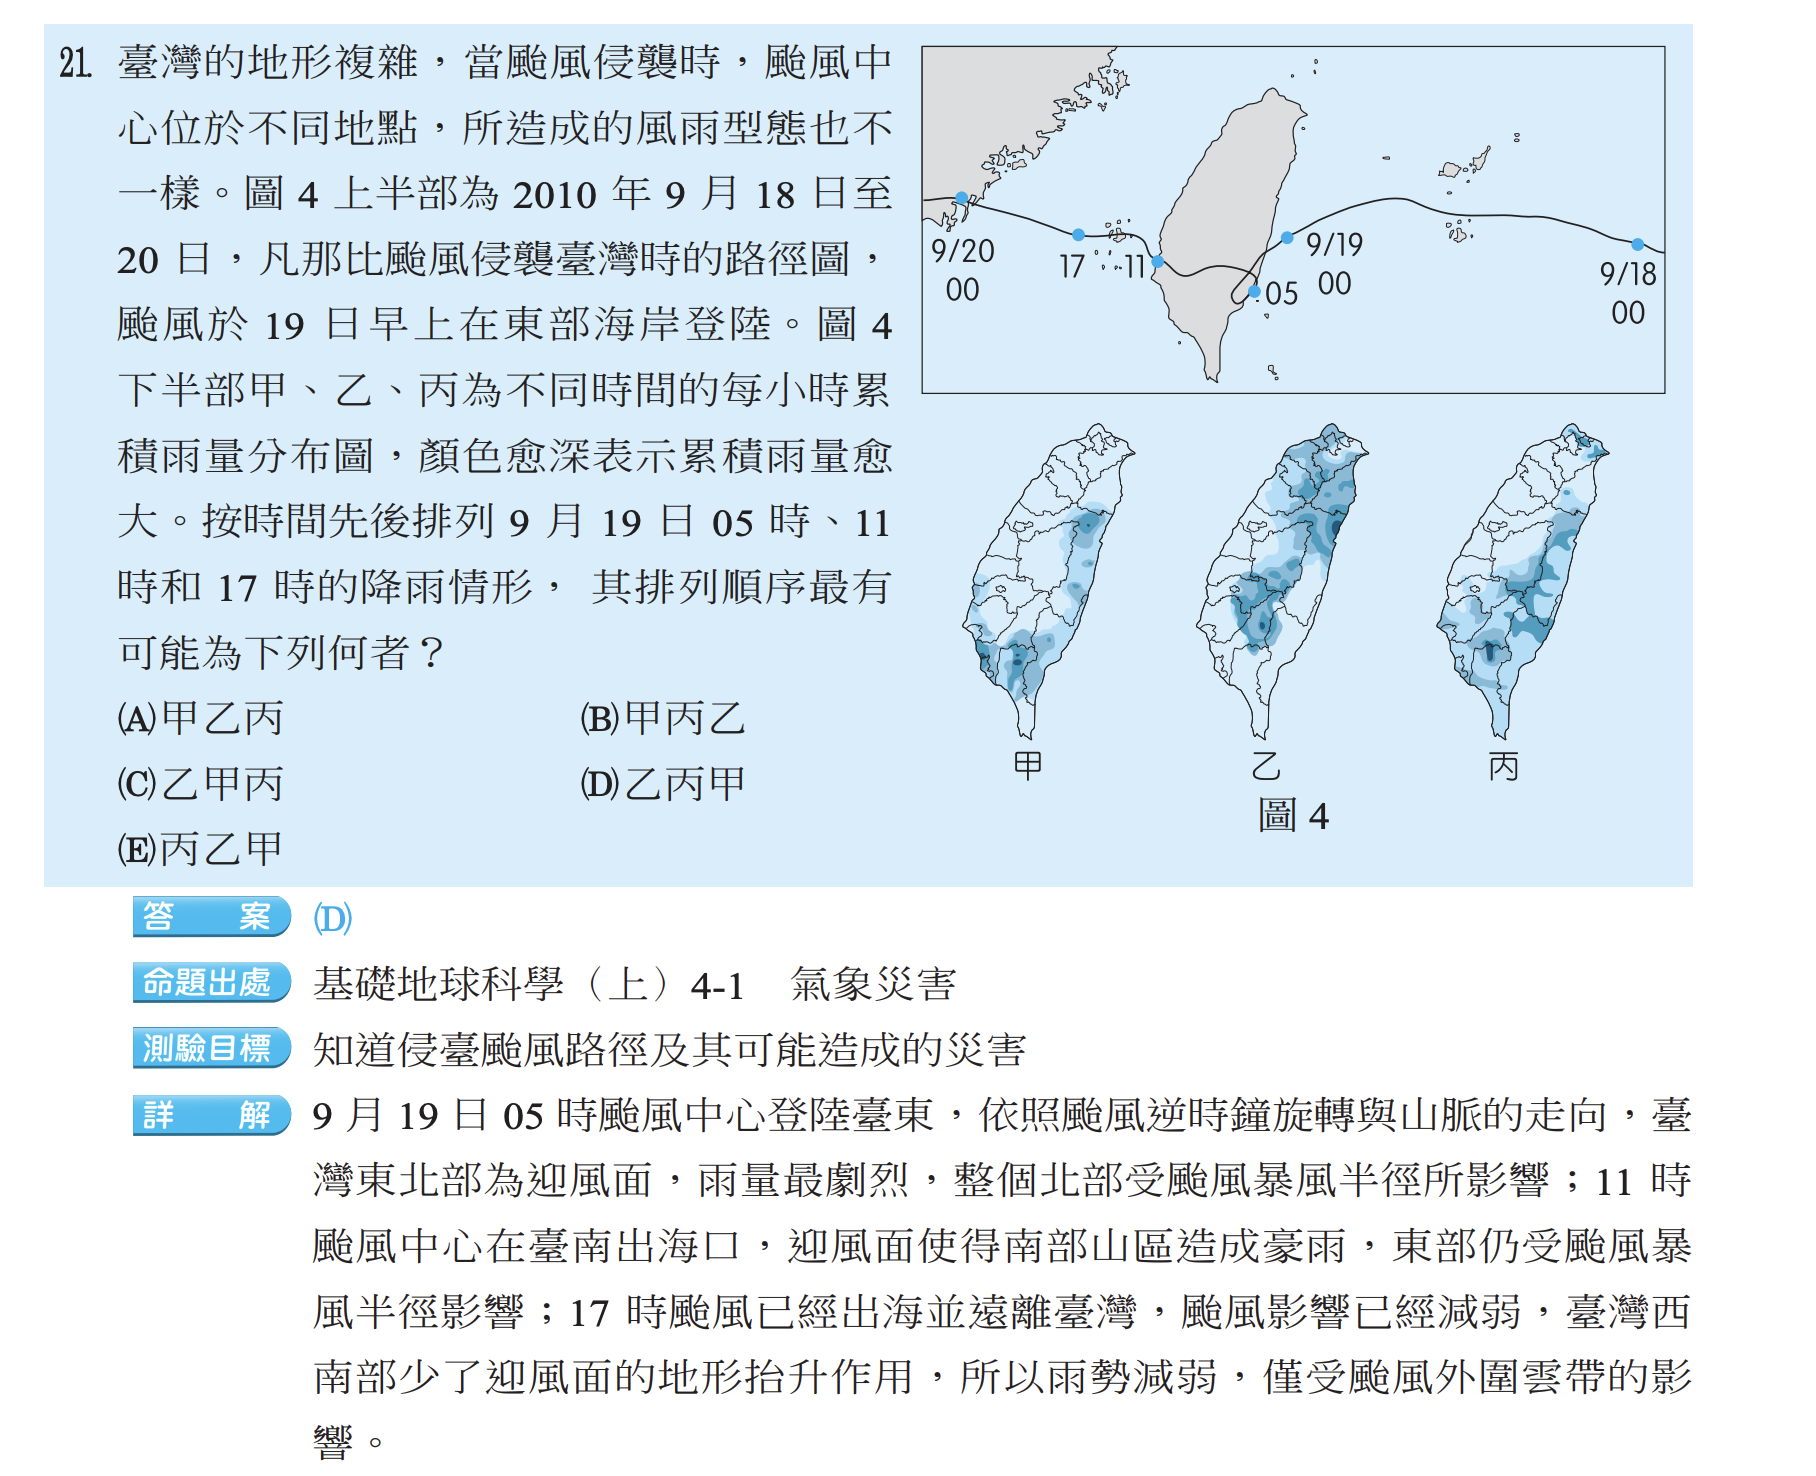 21. 臺灣的地形複雜，當颱風侵襲時，颱風中
心位於不同地點，所造成的風雨型態也不
一樣。圖 4 上半部為 2010 年 9 月 18 日至
20 日，凡那比颱風侵襲臺灣時的路徑圖，
颱風於 19 日早上在東部海岸登陸。圖 4
下半部甲、乙、丙為不同時間的每小時累
積雨量分布圖，顏色愈深表示累積雨量愈
大。按時間先後排列 9 月 19 日 05 時、11
時和 17 時的降雨情形， 其排列順序最有
可能為下列何者？
(A)甲乙丙 (B)甲丙乙
(C)乙甲丙 (D)乙丙甲
(E)丙乙甲
9/20
00
17
11
05
9/19
00
9/18
00
甲
乙
丙
圖 4
答案 (D)
命題出處 基礎地球科學（上）4-1 氣象災害
測驗目標 知道侵臺颱風路徑及其可能造成的災害
詳解 9 月 19 日 05 時颱風中心登陸臺東，依照颱風逆時鐘旋轉與山脈的走向，臺
灣東北部為迎風面，雨量最劇烈，整個北部受颱風暴風半徑所影響；11 時
颱風中心在臺南出海口，迎風面使得南部山區造成豪雨，東部仍受颱風暴
風半徑影響；17 時颱風已經出海並遠離臺灣，颱風影響已經減弱，臺灣西
南部少了迎風面的地形抬升作用，所以雨勢減弱，僅受颱風外圍雲帶的影
響。